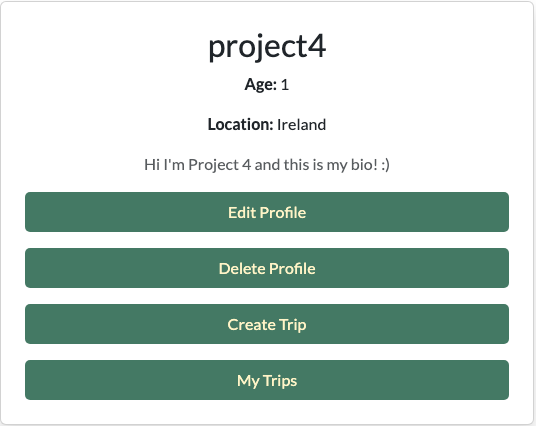 project4
Age: 1
Location: Ireland
Hi I'm Project 4 and this is my bio! :)
Edit Profile
Delete Profile
Create Trip
My Trips